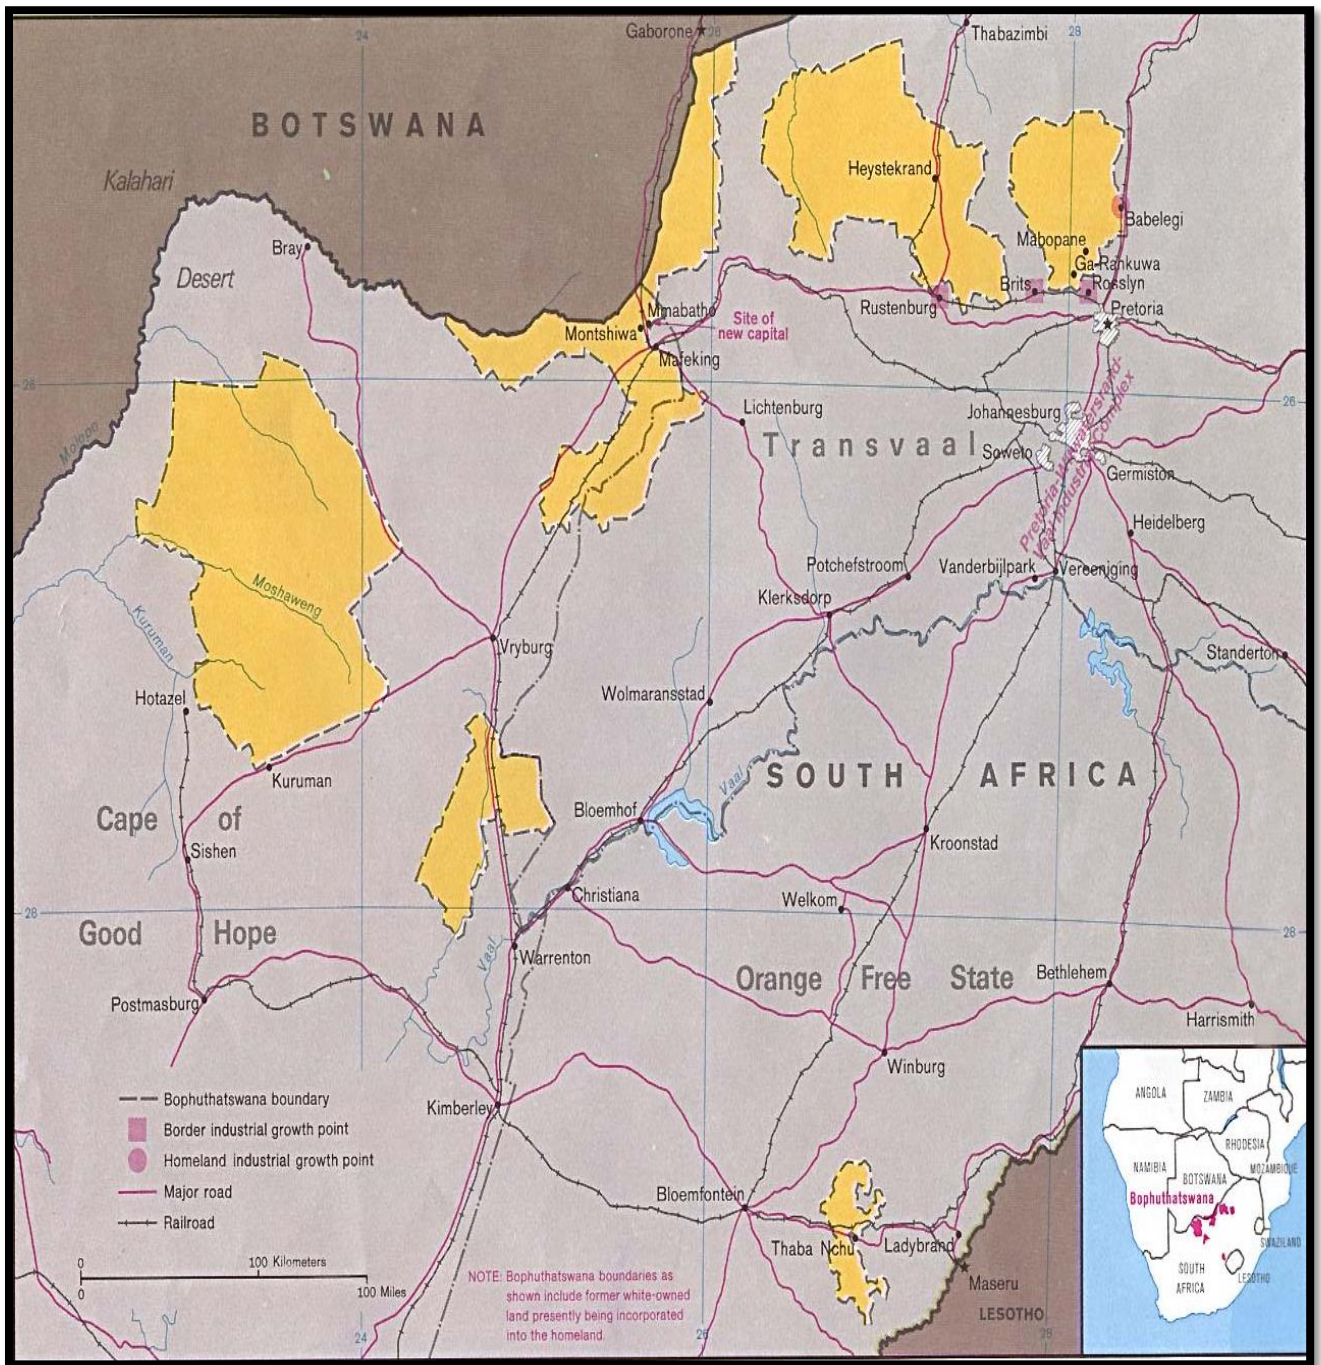 Gaborone
28
24
26
Thabazimbi
BOTSWANA
Kalahari
Desert
Heystekrand
Babelegi
Mabopane
Ga-Rankuwa
Bray
Brits
Rosslyn
Rustenburg
Pretoria
Mmabatho
Montshiwa
Site of
new capital
Mafeking
26
26
Molopo
Lichtenburg
Johannesburg
Transvaal
Soweto
Germiston
Pretoria-Witwatersrand-
Vaal Industrial Complex
Heidelberg
Potchefstroom
Vanderbijlpark
Vereeniging
Moshaweng
Klerksdorp
Kuruman
Vryburg
Standerton
Hotazel
Wolmaransstad
Kuruman
Vaal
SOUTH AFRICA
Cape of
Bloemhof
Kroonstad
Sishen
Christiana
Welkom
28
28
Good Hope
Vaal
Warrenton
Orange Free State
Bethlehem
Postmasburg
Harrismith
Winburg
Kimberley
Bophuthatswana boundary
Border industrial growth point
Homeland industrial growth point
Major road
Railroad
0 100 Kilometers
0 100 Miles
Bloemfontein
Thaba Nchu
Ladybrand
Maseru
LESOTHO
NOTE: Bophuthatswana boundaries as
shown include former white-owned
land presently being incorporated
into the homeland.
24
26
28
ANGOLA
ZAMBIA
RHODESIA
NAMIBIA
BOTSWANA
MOZAMBIQUE
Bophuthatswana
SWAZILAND
SOUTH
AFRICA
LESOTHO